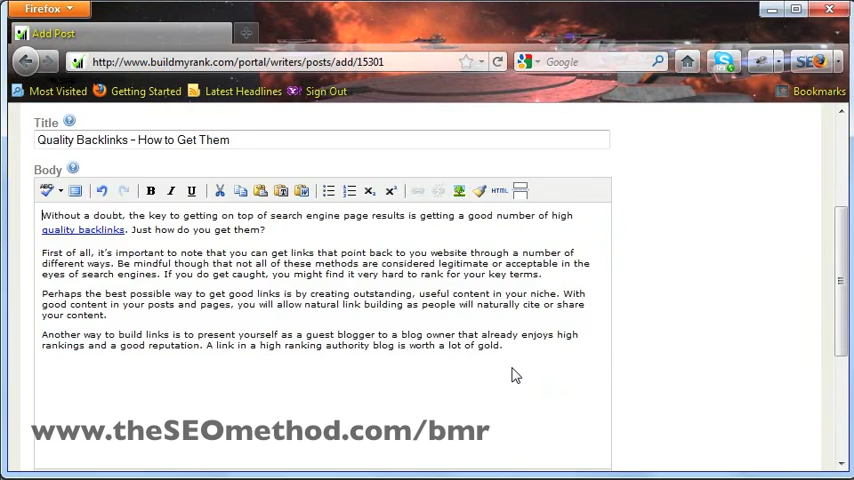 Firefox
Add Post
http://www.buildmyrank.com/portal/writers/posts/add/15301
Google
SE
Most Visited
Getting Started
Latest Headlines
Sign Out
Bookmarks
Title
Quality Backlinks – How to Get Them
Body
ABC
B I U
HTML
Without a doubt, the key to getting on top of search engine page results is getting a good number of high
quality backlinks. Just how do you get them?
First of all, it's important to note that you can get links that point back to you website through a number of
different ways. Be mindful though that not all of these methods are considered legitimate or acceptable in the
eyes of search engines. If you do get caught, you might find it very hard to rank for your key terms.
Perhaps the best possible way to get good links is by creating outstanding, useful content in your niche. With
good content in your posts and pages, you will allow natural link building as people will naturally cite or share
your content.
Another way to build links is to present yourself as a guest blogger to a blog owner that already enjoys high
rankings and a good reputation. A link in a high ranking authority blog is worth a lot of gold.
www.theSEOmethod.com/bmr